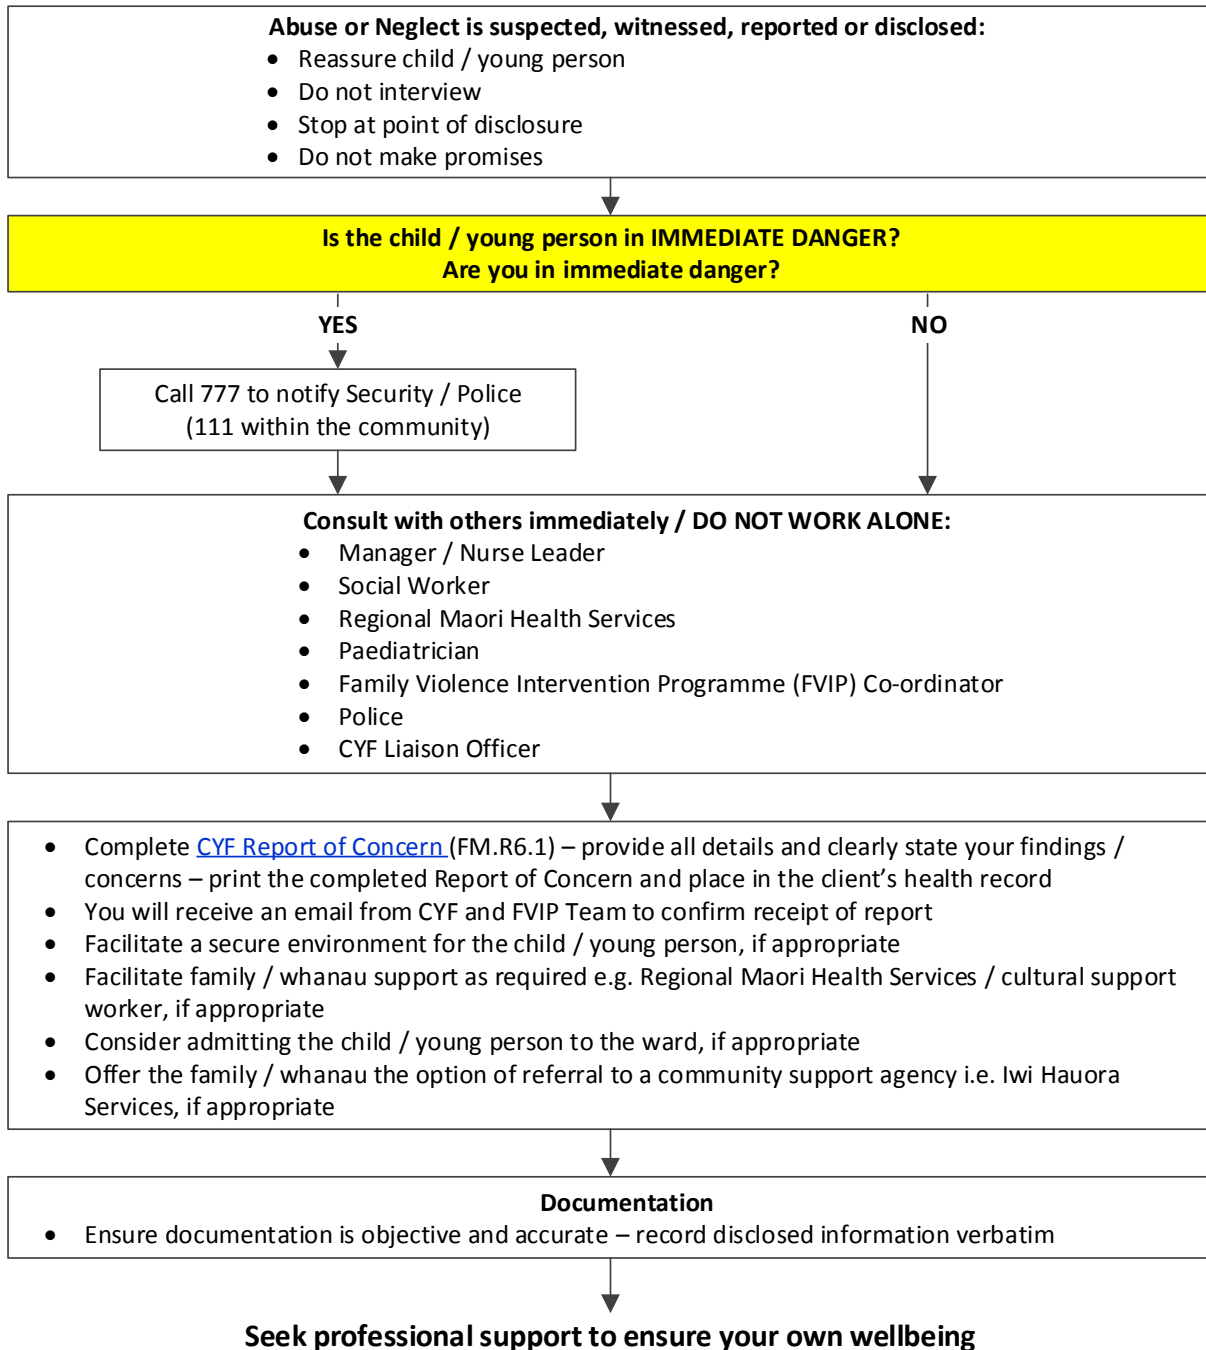 Abuse or Neglect is suspected, witnessed, reported or disclosed:
• Reassure child / young person
• Do not interview
• Stop at point of disclosure
• Do not make promises
Is the child / young person in IMMEDIATE DANGER?
Are you in immediate danger?
YES
NO
Call 777 to notify Security / Police
(111 within the community)
Consult with others immediately / DO NOT WORK ALONE:
• Manager / Nurse Leader
• Social Worker
• Regional Maori Health Services
• Paediatrician
• Family Violence Intervention Programme (FVIP) Co-ordinator
• Police
• CYF Liaison Officer
• Complete CYF Report of Concern (FM.R6.1) – provide all details and clearly state your findings /
concerns – print the completed Report of Concern and place in the client’s health record
• You will receive an email from CYF and FVIP Team to confirm receipt of report
• Facilitate a secure environment for the child / young person, if appropriate
• Facilitate family / whanau support as required e.g. Regional Maori Health Services / cultural support
worker, if appropriate
• Consider admitting the child / young person to the ward, if appropriate
• Offer the family / whanau the option of referral to a community support agency i.e. Iwi Hauora
Services, if appropriate
Documentation
• Ensure documentation is objective and accurate – record disclosed information verbatim
Seek professional support to ensure your own wellbeing